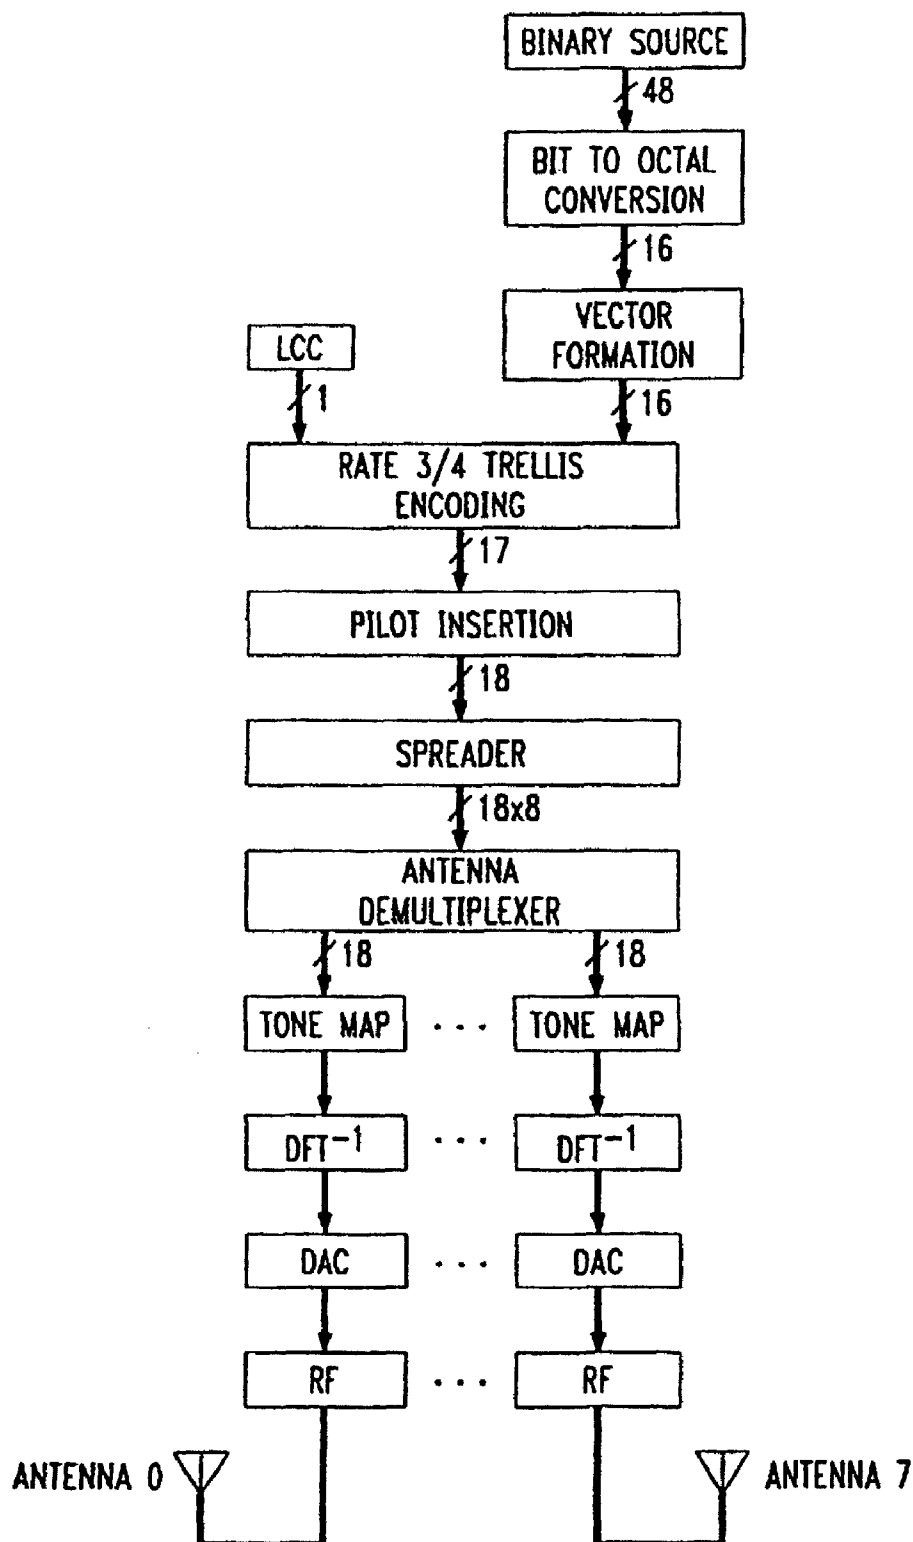 BINARY SOURCE
48
BIT TO OCTAL
CONVERSION
16
VECTOR
FORMATION
LCC
1
16
RATE 3/4 TRELLIS
ENCODING
17
PILOT INSERTION
18
SPREADER
18x8
ANTENNA
DEMULTIPLEXER
18
18
TONE MAP
...
TONE MAP
DFT⁻¹
...
DFT⁻¹
DAC
...
DAC
RF
...
RF
ANTENNA 0
ANTENNA 7